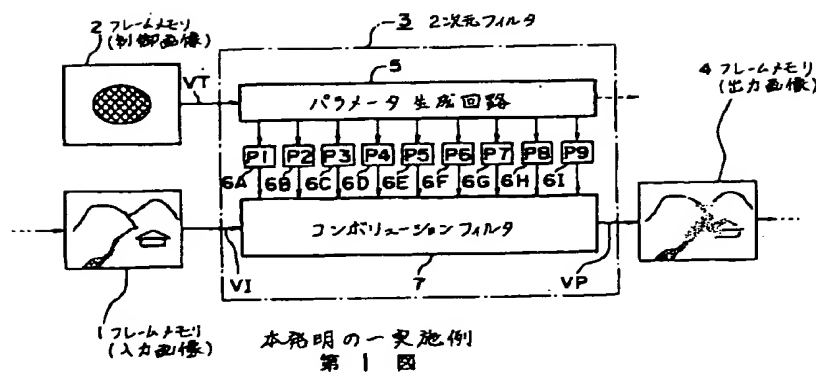 2 フレームメモリ
(制御画像)
3 2次元フィルタ
5
4 フレームメモリ
(出力画像)
VT
パラメータ生成回路
P1 P2 P3 P4 P5 P6 P7 P8 P9
6A 6B 6C 6D 6E 6F 6G 6H 6I
コンボリューションフィルタ
VI
7
VP
1 フレームメモリ
(入力画像)
本発明の一実施例
第 1 図